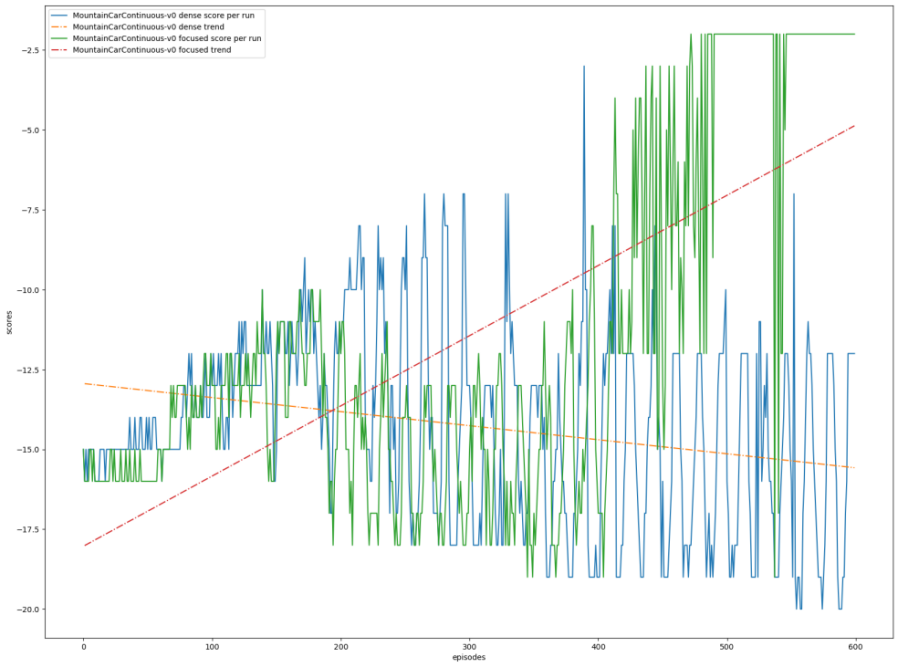 MountainCarContinuous-v0 dense score per run
MountainCarContinuous-v0 dense trend
MountainCarContinuous-v0 focused score per run
MountainCarContinuous-v0 focused trend
−2.5
−5.0
−7.5
−10.0
−12.5
−15.0
−17.5
−20.0
scores
0 100 200 300 400 500 600
episodes